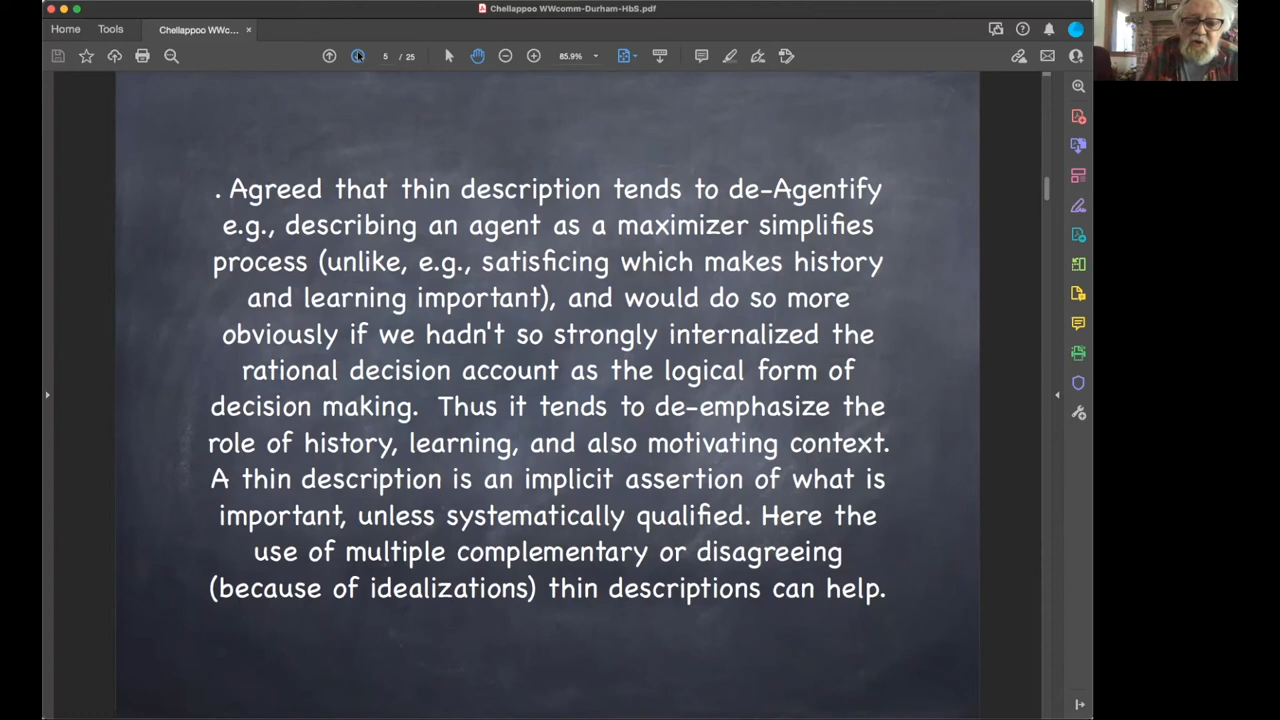 Chellappoo WWcomm-Durham-HbS.pdf
Home Tools Chellappoo WWc... ×
5 / 25 85.9%
. Agreed that thin description tends to de-Agentify
e.g., describing an agent as a maximizer simplifies
process (unlike, e.g., satisficing which makes history
and learning important), and would do so more
obviously if we hadn't so strongly internalized the
rational decision account as the logical form of
decision making. Thus it tends to de-emphasize the
role of history, learning, and also motivating context.
A thin description is an implicit assertion of what is
important, unless systematically qualified. Here the
use of multiple complementary or disagreeing
(because of idealizations) thin descriptions can help.